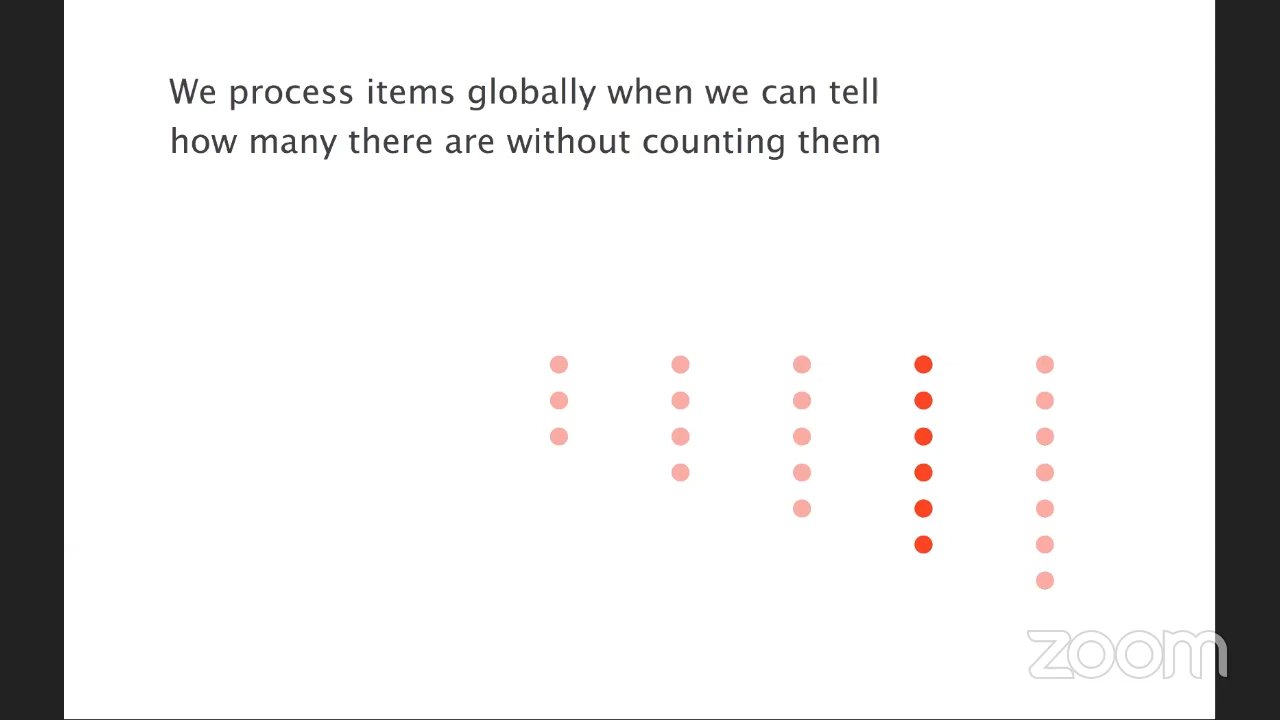 We process items globally when we can tell
how many there are without counting them
zoom